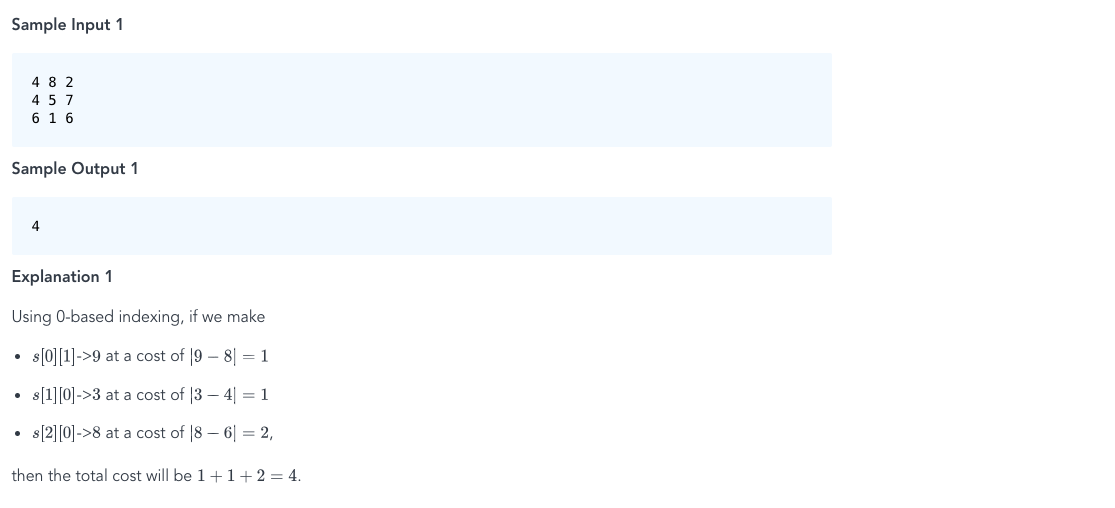 Sample Input 1
4 8 2
4 5 7
6 1 6
Sample Output 1
4
Explanation 1
Using 0-based indexing, if we make
• s[0][1]->9 at a cost of |9 − 8| = 1
• s[1][0]->3 at a cost of |3 − 4| = 1
• s[2][0]->8 at a cost of |8 − 6| = 2,
then the total cost will be 1 + 1 + 2 = 4.